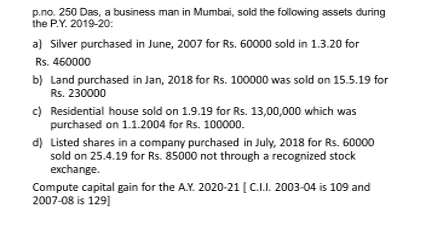 p.no. 250 Das, a business man in Mumbai, sold the following assets during
the P.Y. 2019-20:
a) Silver purchased in June, 2007 for Rs. 60000 sold in 1.3.20 for
Rs. 460000
b) Land purchased in Jan, 2018 for Rs. 100000 was sold on 15.5.19 for
Rs. 230000
c) Residential house sold on 1.9.19 for Rs. 13,00,000 which was
purchased on 1.1.2004 for Rs. 100000.
d) Listed shares in a company purchased in July, 2018 for Rs. 60000
sold on 25.4.19 for Rs. 85000 not through a recognized stock
exchange.
Compute capital gain for the A.Y. 2020-21 [ C.I.I. 2003-04 is 109 and
2007-08 is 129]